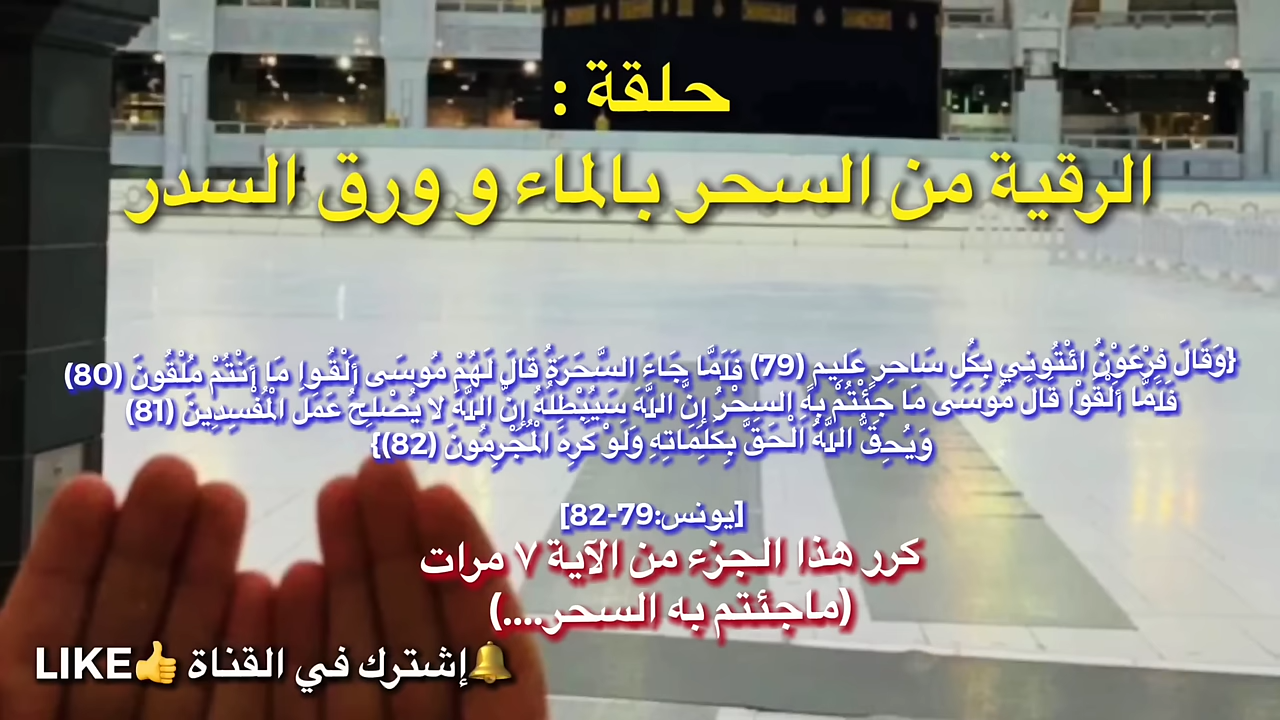 حلقة :
الرقية من السحر بالماء و ورق السدر
{وَقَالَ فِرْعَوْنُ ائْتُونِي بِكُلِّ سَاحِرٍ عَلِيمٍ (79) فَلَمَّا جَاءَ السَّحَرَةُ قَالَ لَهُمْ مُوسَى أَلْقُوا مَا أَنْتُمْ مُلْقُونَ (80)
فَلَمَّا أَلْقَوْا قَالَ مُوسَى مَا جِئْتُمْ بِهِ السِّحْرُ إِنَّ اللَّهَ سَيُبْطِلُهُ إِنَّ اللَّهَ لا يُصْلِحُ عَمَلَ الْمُفْسِدِينَ (81)
وَيُحِقُّ اللَّهُ الْحَقَّ بِكَلِمَاتِهِ وَلَوْ كَرِهَ الْمُجْرِمُونَ (82)}
[يونس:79-82]
كرر هذا الجزء من الآية ٧ مرات
(ماجئتم به السحر....)
🔔إشترك في القناة 👍LIKE